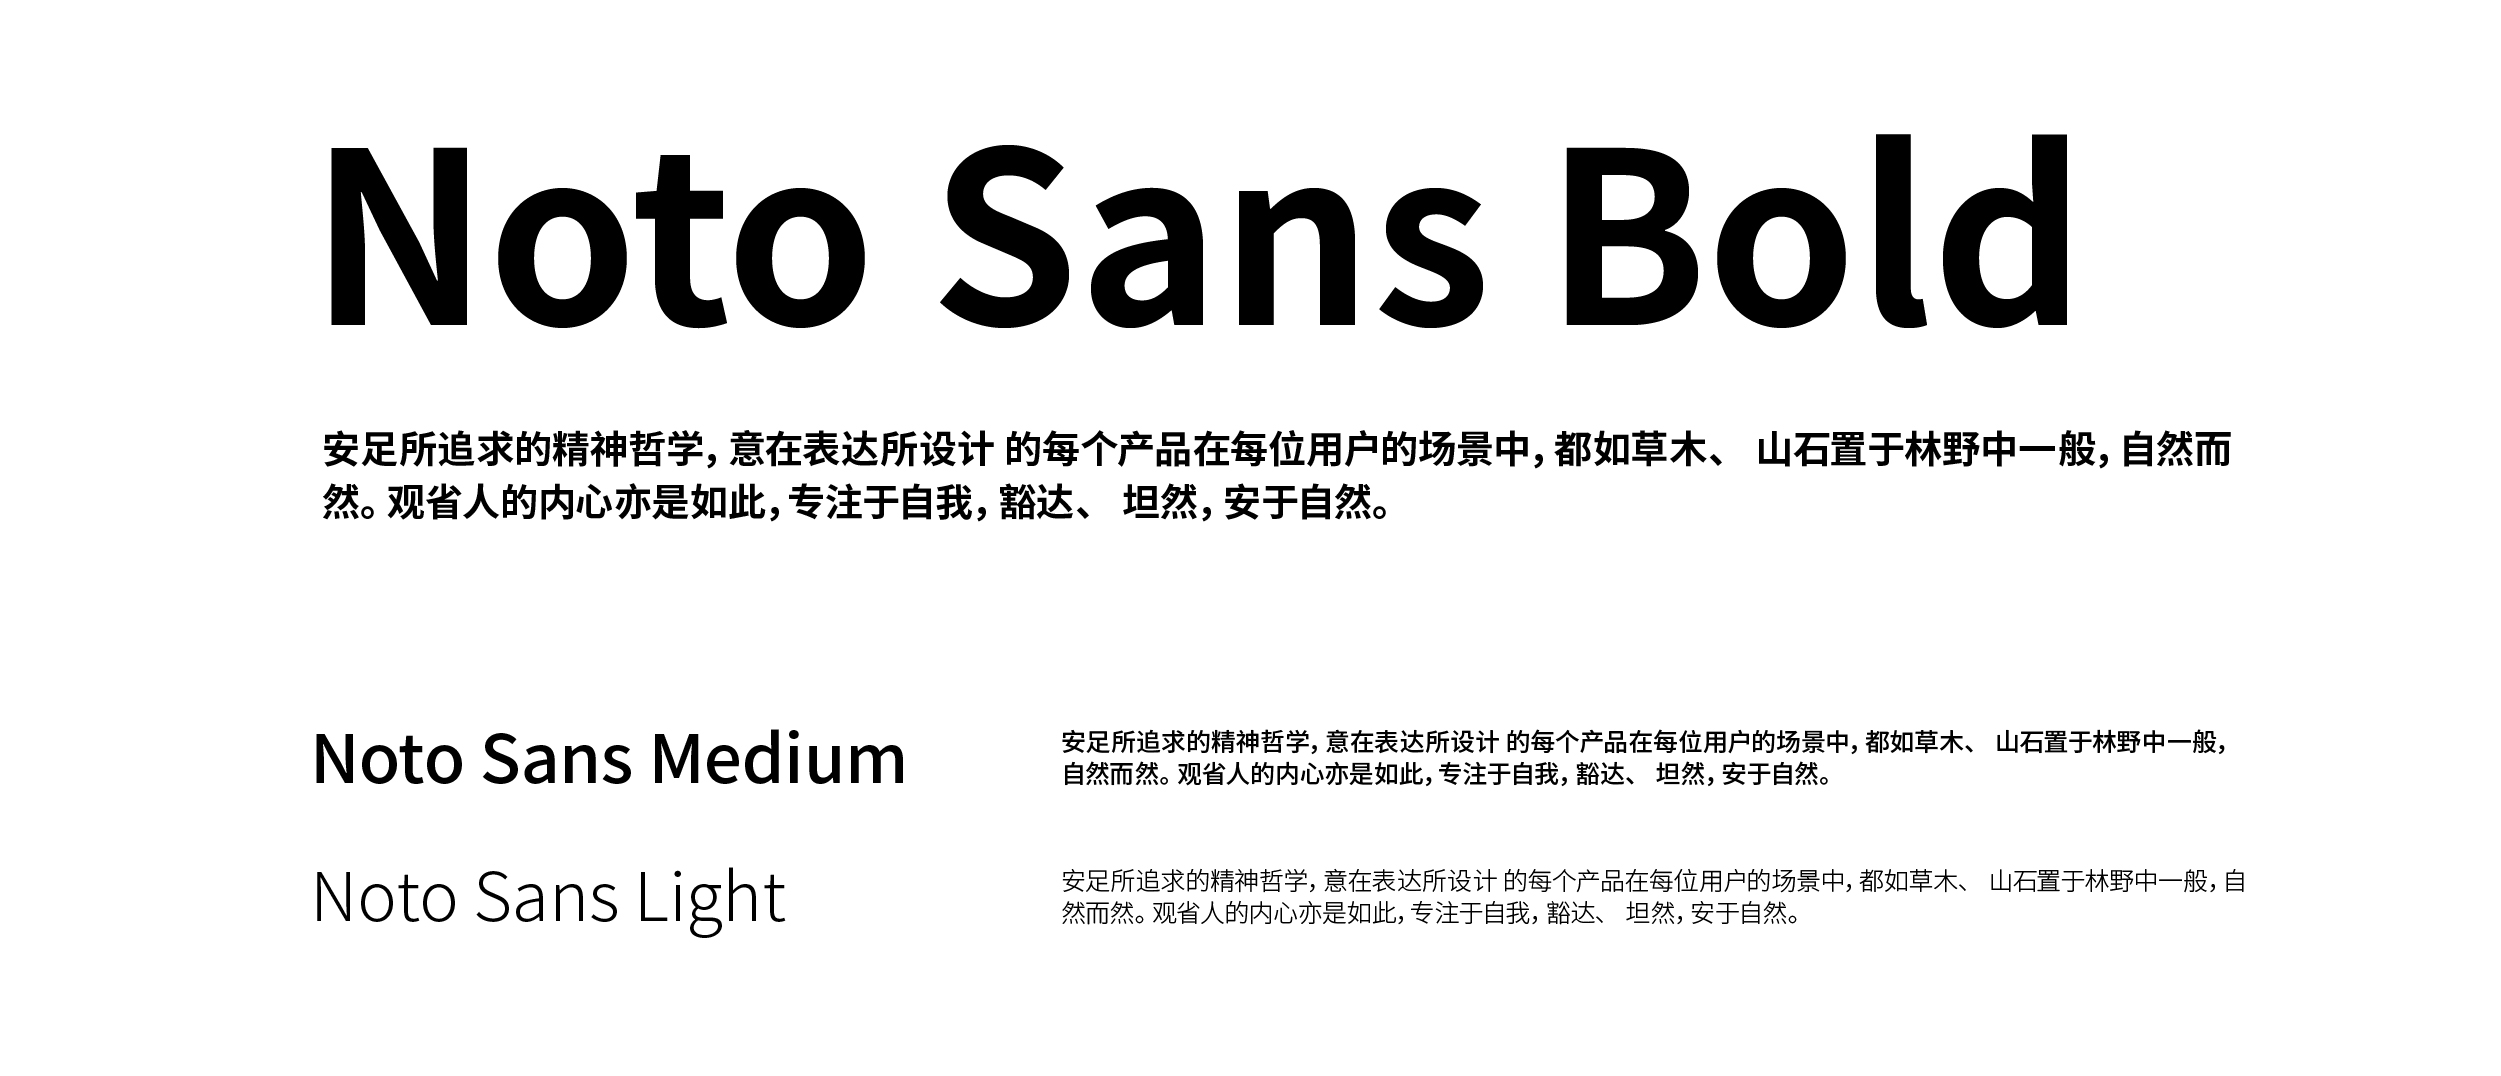 Noto Sans Bold
安足所追求的精神哲学，意在表达所设计 的每个产品在每位用户的场景中，都如草木、 山石置于林野中一般，自然而
然。观省人的内心亦是如此，专注于自我，豁达、 坦然，安于自然。
Noto Sans Medium
安足所追求的精神哲学，意在表达所设计 的每个产品在每位用户的场景中，都如草木、 山石置于林野中一般，
自然而然。观省人的内心亦是如此，专注于自我，豁达、 坦然，安于自然。
Noto Sans Light
安足所追求的精神哲学，意在表达所设计 的每个产品在每位用户的场景中，都如草木、 山石置于林野中一般，自
然而然。观省人的内心亦是如此，专注于自我，豁达、 坦然，安于自然。